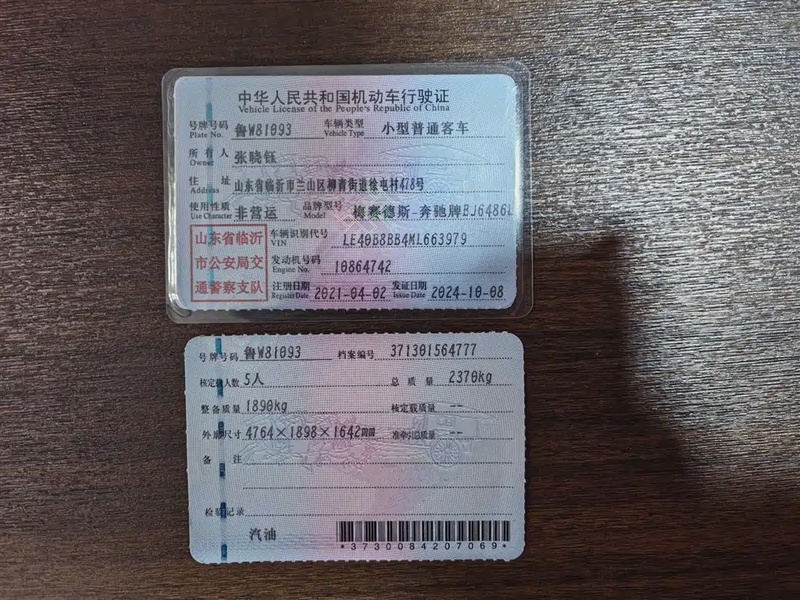 中华人民共和国机动车行驶证
Vehicle License of the People's Republic of China
号牌号码 鲁W81093 车辆类型 小型普通客车
Plate No. Vehicle Type
所有人 张晓钰
Owner
住址 山东省临沂市兰山区柳青街道徐屯村478号
Address
使用性质 非营运 品牌型号 梅赛德斯-奔驰牌BJ6486L
Use Character Model
山东省临沂 车辆识别代号 LE40B8BB4ML663979
VIN
市公安局交 发动机号码 10864742
Engine No.
通警察支队 注册日期 2021-04-02 发证日期 2024-10-08
Register Date Issue Date
号牌号码 鲁W81093 档案编号 371301564777
核定载人数 5人 总质量 2370kg
整备质量 1890kg 核定载质量 --
外廓尺寸 4764×1898×1642mm 准牵引总质量 --
备注
检验记录
汽油
*3730084207069*